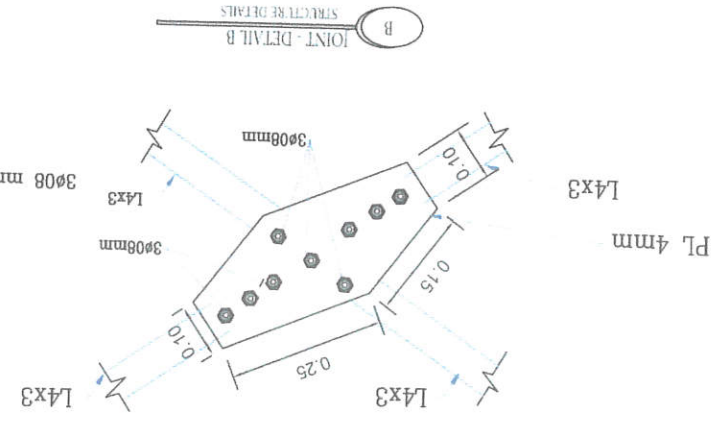 L4x3
L4x3
0.25
0.10
0.15
PL 4mm
3ø08mm
L4x3
L4x3
3ø08 m
0.10
3ø08mm
B
JOINT - DETAIL B
STRUCTURE DETAILS